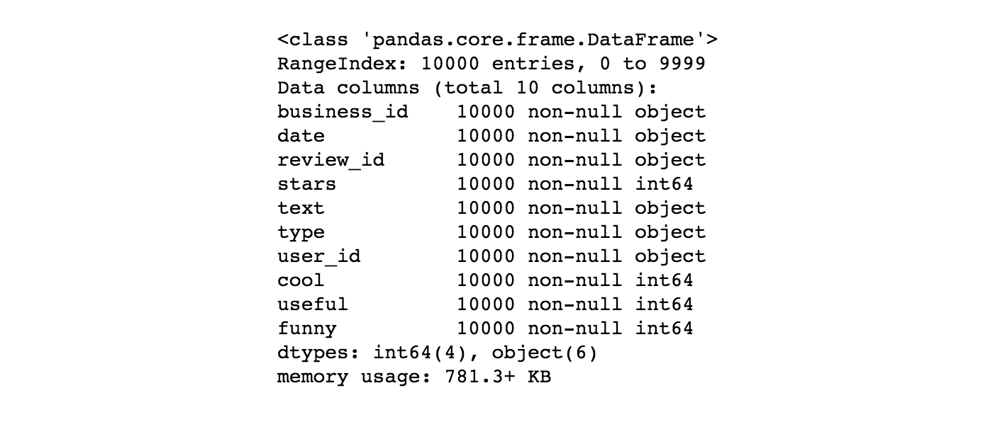 <class 'pandas.core.frame.DataFrame'>
RangeIndex: 10000 entries, 0 to 9999
Data columns (total 10 columns):
business_id    10000 non-null object
date           10000 non-null object
review_id      10000 non-null object
stars          10000 non-null int64
text           10000 non-null object
type           10000 non-null object
user_id        10000 non-null object
cool           10000 non-null int64
useful         10000 non-null int64
funny          10000 non-null int64
dtypes: int64(4), object(6)
memory usage: 781.3+ KB